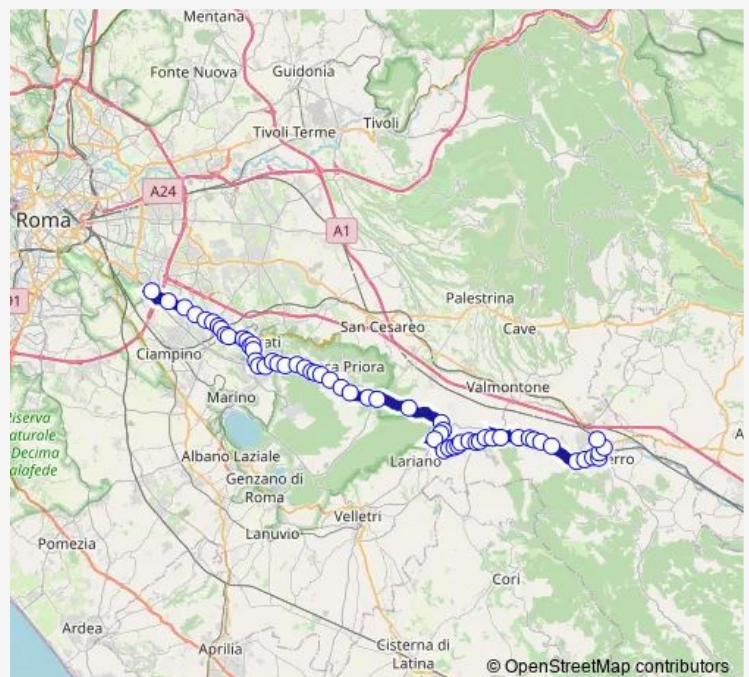 Mentana
Fonte Nuova
Guidonia
Tivoli Terme
Tivoli
A24
Roma
A1
Palestrina
San Cesareo
Cave
Ciampino
Valmontone
Marino
Albano Laziale
Lariano
Genzano di
Roma
Velletri
Lanuvio
Pomezia
Cori
Ardea
Aprilia
Cisterna di
Latina
© OpenStreetMap contributors